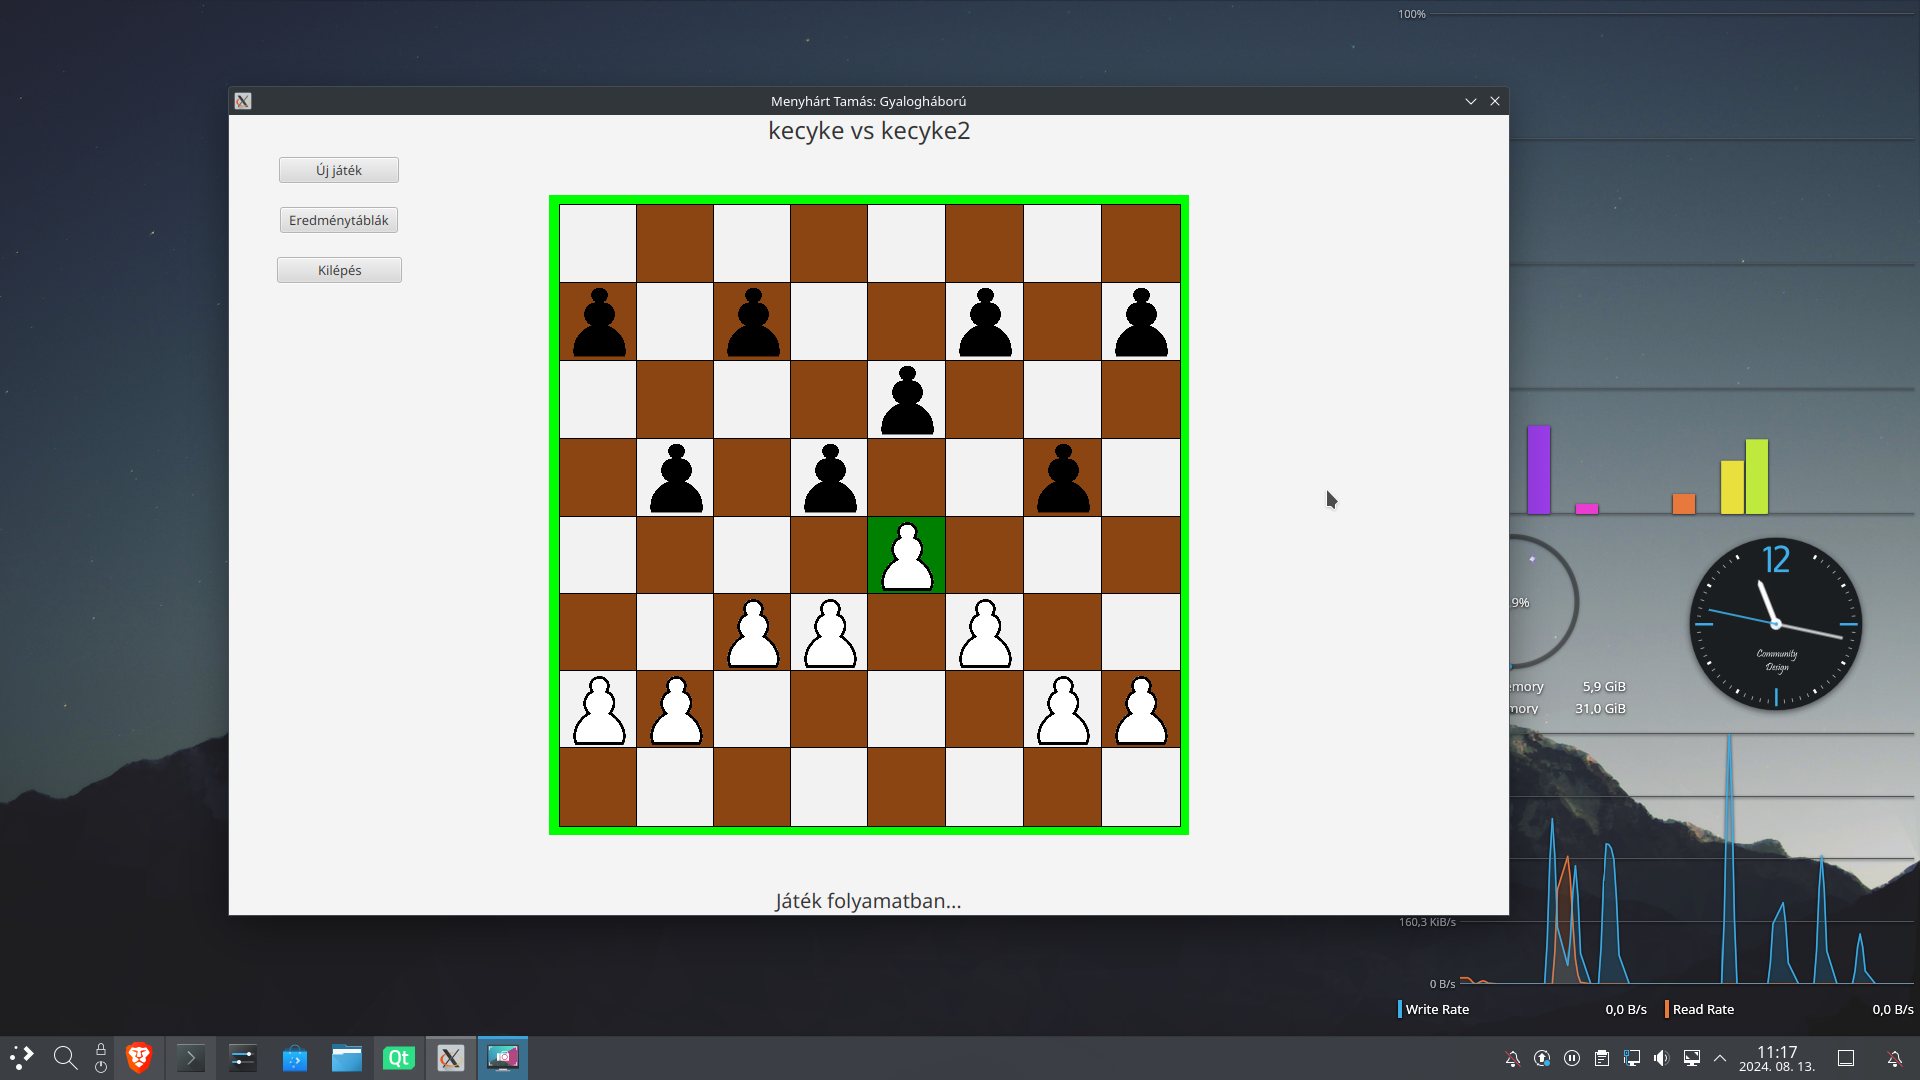 100%
Menyhárt Tamás: Gyalogháború
kecyke vs kecyke2
Új játék
Eredménytáblák
Kilépés
12
9%
Community
Design
emory 5,9 GiB
mory 31,0 GiB
Játék folyamatban...
160,3 KiB/s
0 B/s
Write Rate 0,0 B/s Read Rate 0,0 B/s
Qt
11:17
2024. 08. 13.